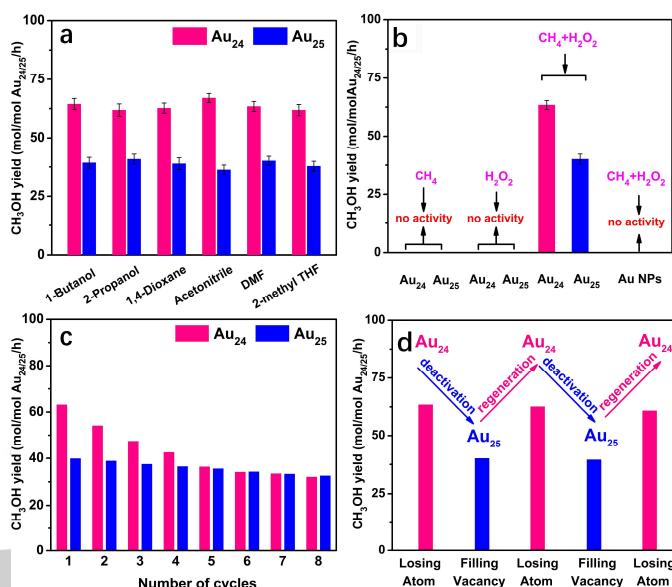 a
Au24
Au25
CH3OH yield (mol/mol Au24/25/h)
100
75
50
25
0
1-Butanol
2-Propanol
1,4-Dioxane
Acetonitrile
DMF
2-methyl THF
b
CH3OH yield (mol/molAu24/25/h)
100
75
50
25
0
CH4+H2O2
CH4
H2O2
CH4+H2O2
no activity
no activity
no activity
Au24 Au25
Au24 Au25
Au24
Au25
Au NPs
c
Au24
Au25
CH3OH yield (mol/mol Au24/25/h)
100
80
60
40
20
0
1 2 3 4 5 6 7 8
Number of cycles
d
CH3OH yield (mol/mol Au24/25/h)
100
75
50
25
0
Au24
Au24
Au24
deactivation
regeneration
deactivation
regeneration
Au25
Au25
Losing Filling Losing Filling Losing
Atom Vacancy Atom Vacancy Atom